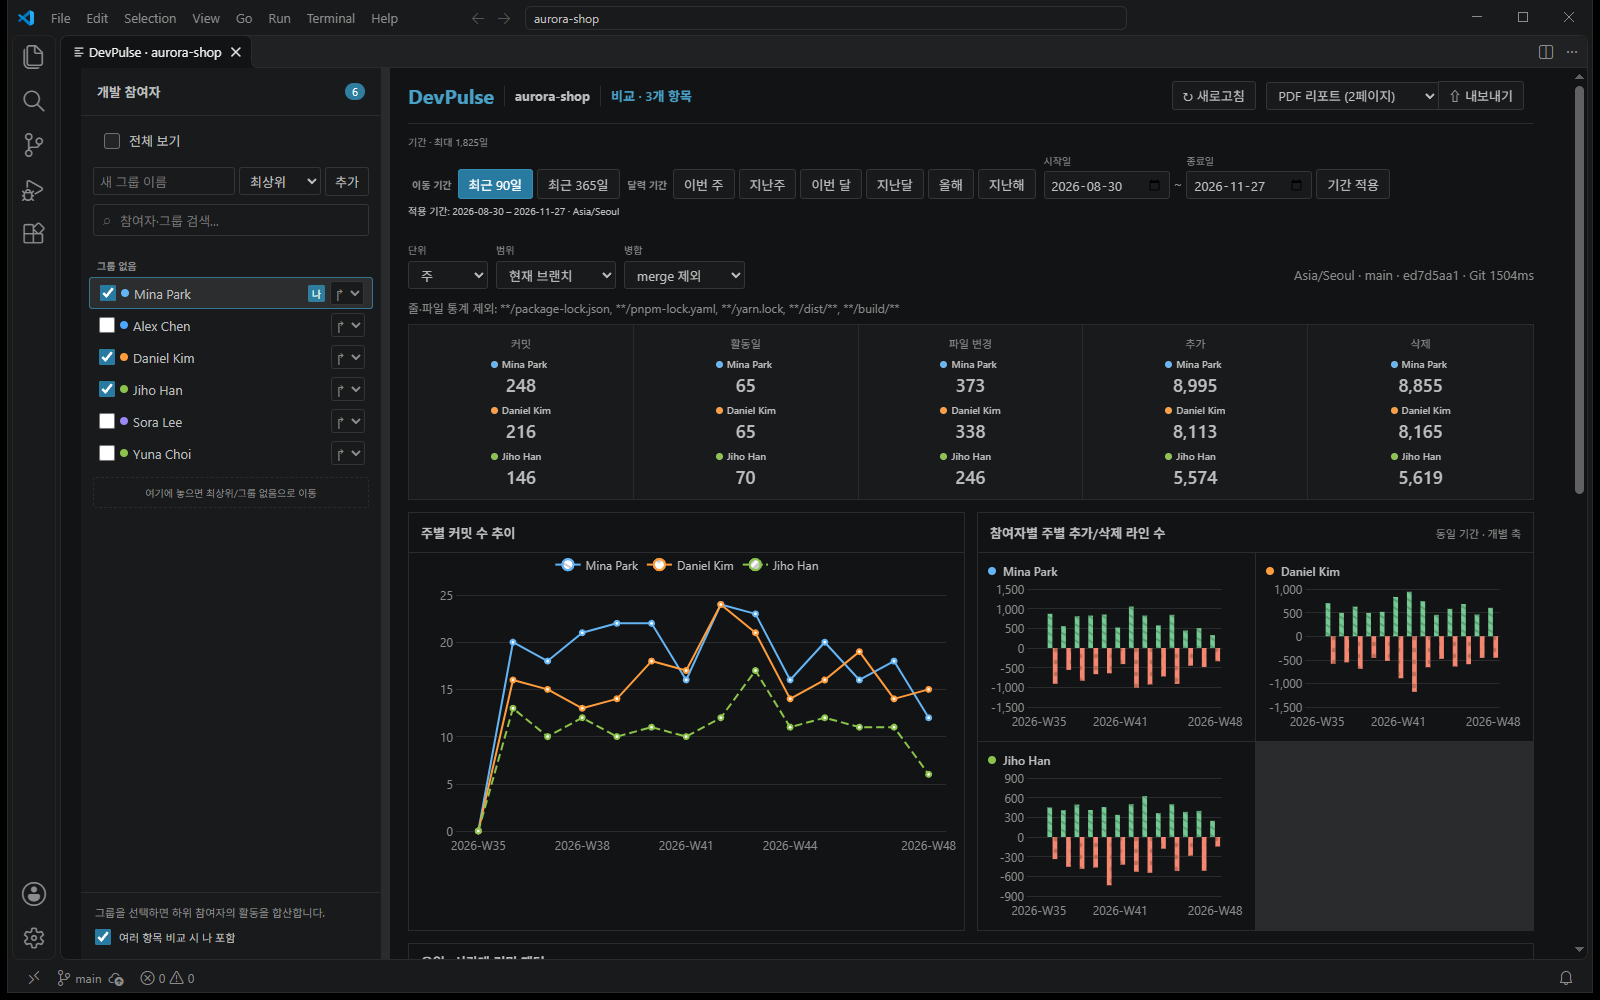 File Edit Selection View Go Run Terminal Help
aurora-shop
DevPulse · aurora-shop
개발 참여자 6
전체 보기
새 그룹 이름 최상위 추가
참여자·그룹 검색...
그룹 없음
Mina Park 나
Alex Chen
Daniel Kim
Jiho Han
Sora Lee
Yuna Choi
여기에 놓으면 최상위/그룹 없음으로 이동
그룹을 선택하면 하위 참여자의 활동을 합산합니다.
여러 항목 비교 시 나 포함
DevPulse aurora-shop 비교 · 3개 항목
↻ 새로고침 PDF 리포트 (2페이지) ⇧ 내보내기
기간 · 최대 1,825일
시작일 종료일
이동 기간 최근 90일 최근 365일 달력 기간 이번 주 지난주 이번 달 지난달 올해 지난해 2026-08-30 ~ 2026-11-27 기간 적용
적용 기간: 2026-08-30 – 2026-11-27 · Asia/Seoul
단위 범위 병합
주 현재 브랜치 merge 제외
Asia/Seoul · main · ed7d5aa1 · Git 1504ms
줄·파일 통계 제외: **/package-lock.json, **/pnpm-lock.yaml, **/yarn.lock, **/dist/**, **/build/**
커밋 활동일 파일 변경 추가 삭제
Mina Park Mina Park Mina Park Mina Park Mina Park
248 65 373 8,995 8,855
Daniel Kim Daniel Kim Daniel Kim Daniel Kim Daniel Kim
216 65 338 8,113 8,165
Jiho Han Jiho Han Jiho Han Jiho Han Jiho Han
146 70 246 5,574 5,619
주별 커밋 수 추이
Mina Park Daniel Kim Jiho Han
25
20
15
10
5
0
2026-W35 2026-W38 2026-W41 2026-W44 2026-W48
참여자별 주별 추가/삭제 라인 수 동일 기간 · 개별 축
Mina Park
1,500
1,000
500
0
-500
-1,000
-1,500
2026-W35 2026-W41 2026-W48
Daniel Kim
1,000
500
0
-500
-1,000
-1,500
2026-W35 2026-W41 2026-W48
Jiho Han
900
600
300
0
-300
-600
-900
2026-W35 2026-W41 2026-W48
main 0 0